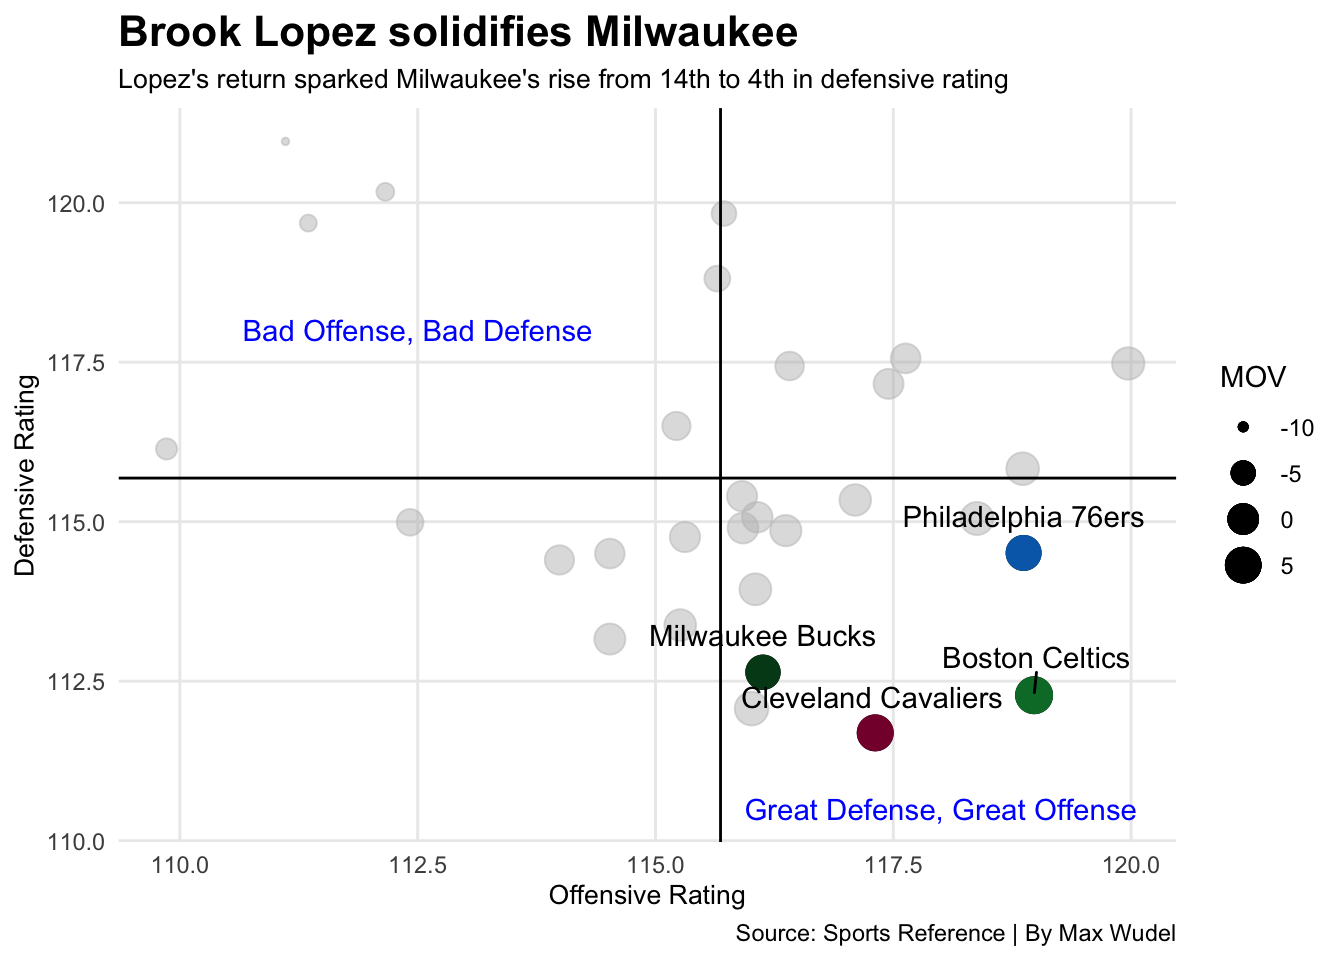 Brook Lopez solidifies Milwaukee
Lopez's return sparked Milwaukee's rise from 14th to 4th in defensive rating
Defensive Rating
120.0
117.5
115.0
112.5
110.0
Bad Offense, Bad Defense
Philadelphia 76ers
Milwaukee Bucks
Boston Celtics
Cleveland Cavaliers
Great Defense, Great Offense
110.0 112.5 115.0 117.5 120.0
Offensive Rating
MOV
-10
-5
0
5
Source: Sports Reference | By Max Wudel